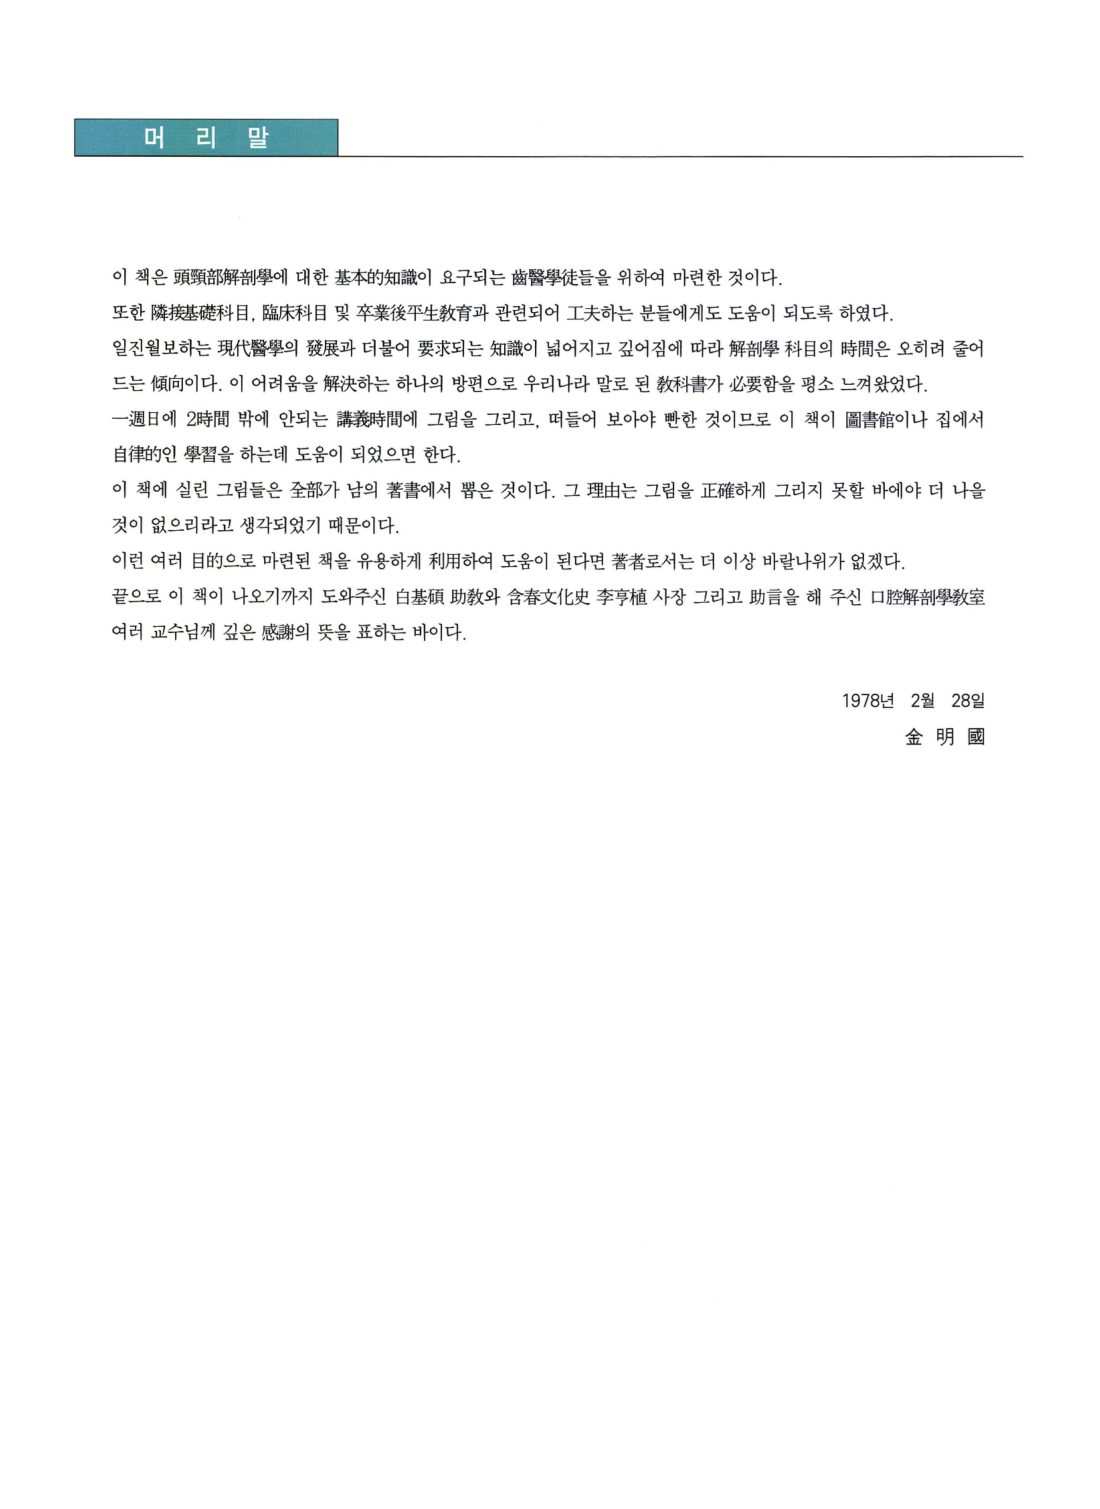 머 리 말
이 책은 頭頸部解剖學에 대한 基本的知識이 요구되는 齒醫學徒들을 위하여 마련한 것이다.
또한 隣接基礎科目, 臨床科目 및 卒業後平生敎育과 관련되어 工夫하는 분들에게도 도움이 되도록 하였다.
일진월보하는 現代醫學의 發展과 더불어 要求되는 知識이 넓어지고 깊어짐에 따라 解剖學 科目의 時間은 오히려 줄어
드는 傾向이다. 이 어려움을 解決하는 하나의 방편으로 우리나라 말로 된 敎科書가 必要함을 평소 느껴왔었다.
一週日에 2時間 밖에 안되는 講義時間에 그림을 그리고, 떠들어 보아야 빤한 것이므로 이 책이 圖書館이나 집에서
自律的인 學習을 하는데 도움이 되었으면 한다.
이 책에 실린 그림들은 全部가 남의 著書에서 뽑은 것이다. 그 理由는 그림을 正確하게 그리지 못할 바에야 더 나을
것이 없으리라고 생각되었기 때문이다.
이런 여러 目的으로 마련된 책을 유용하게 利用하여 도움이 된다면 著者로서는 더 이상 바랄나위가 없겠다.
끝으로 이 책이 나오기까지 도와주신 白基碩 助敎와 含春文化史 李亨植 사장 그리고 助言을 해 주신 口腔解剖學敎室
여러 교수님께 깊은 感謝의 뜻을 표하는 바이다.
1978년 2월 28일
金 明 國